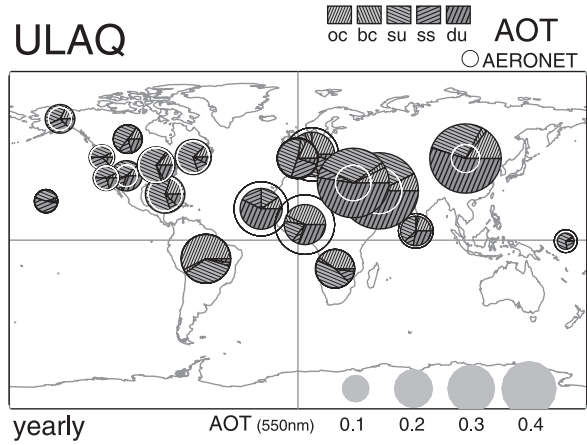 ULAQ
oc bc su ss du
AOT
AERONET
yearly
AOT (550nm) 0.1 0.2 0.3 0.4